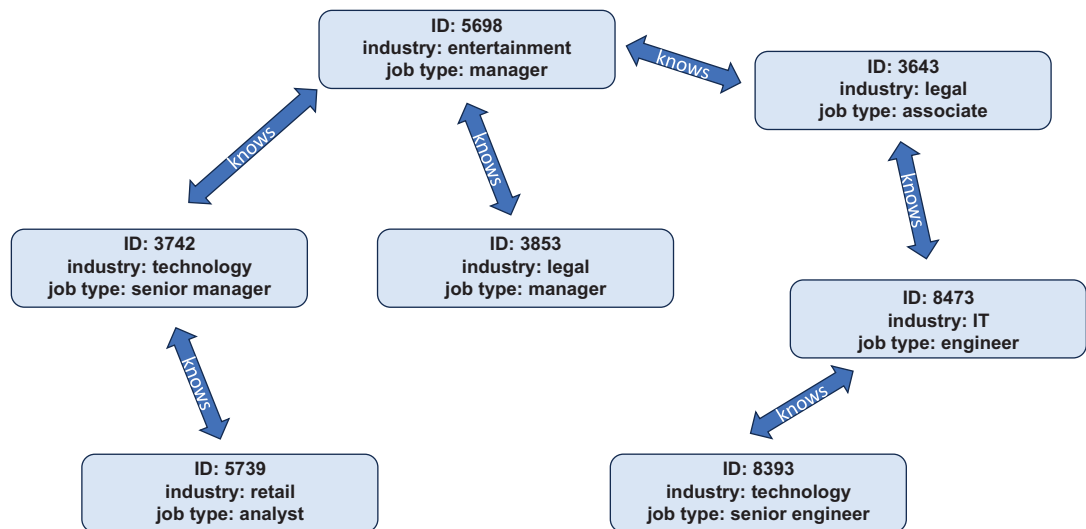 ID: 5698
industry: entertainment
job type: manager
knows
ID: 3643
industry: legal
job type: associate
knows
knows
knows
ID: 3742
industry: technology
job type: senior manager
ID: 3853
industry: legal
job type: manager
ID: 8473
industry: IT
job type: engineer
knows
knows
ID: 5739
industry: retail
job type: analyst
ID: 8393
industry: technology
job type: senior engineer